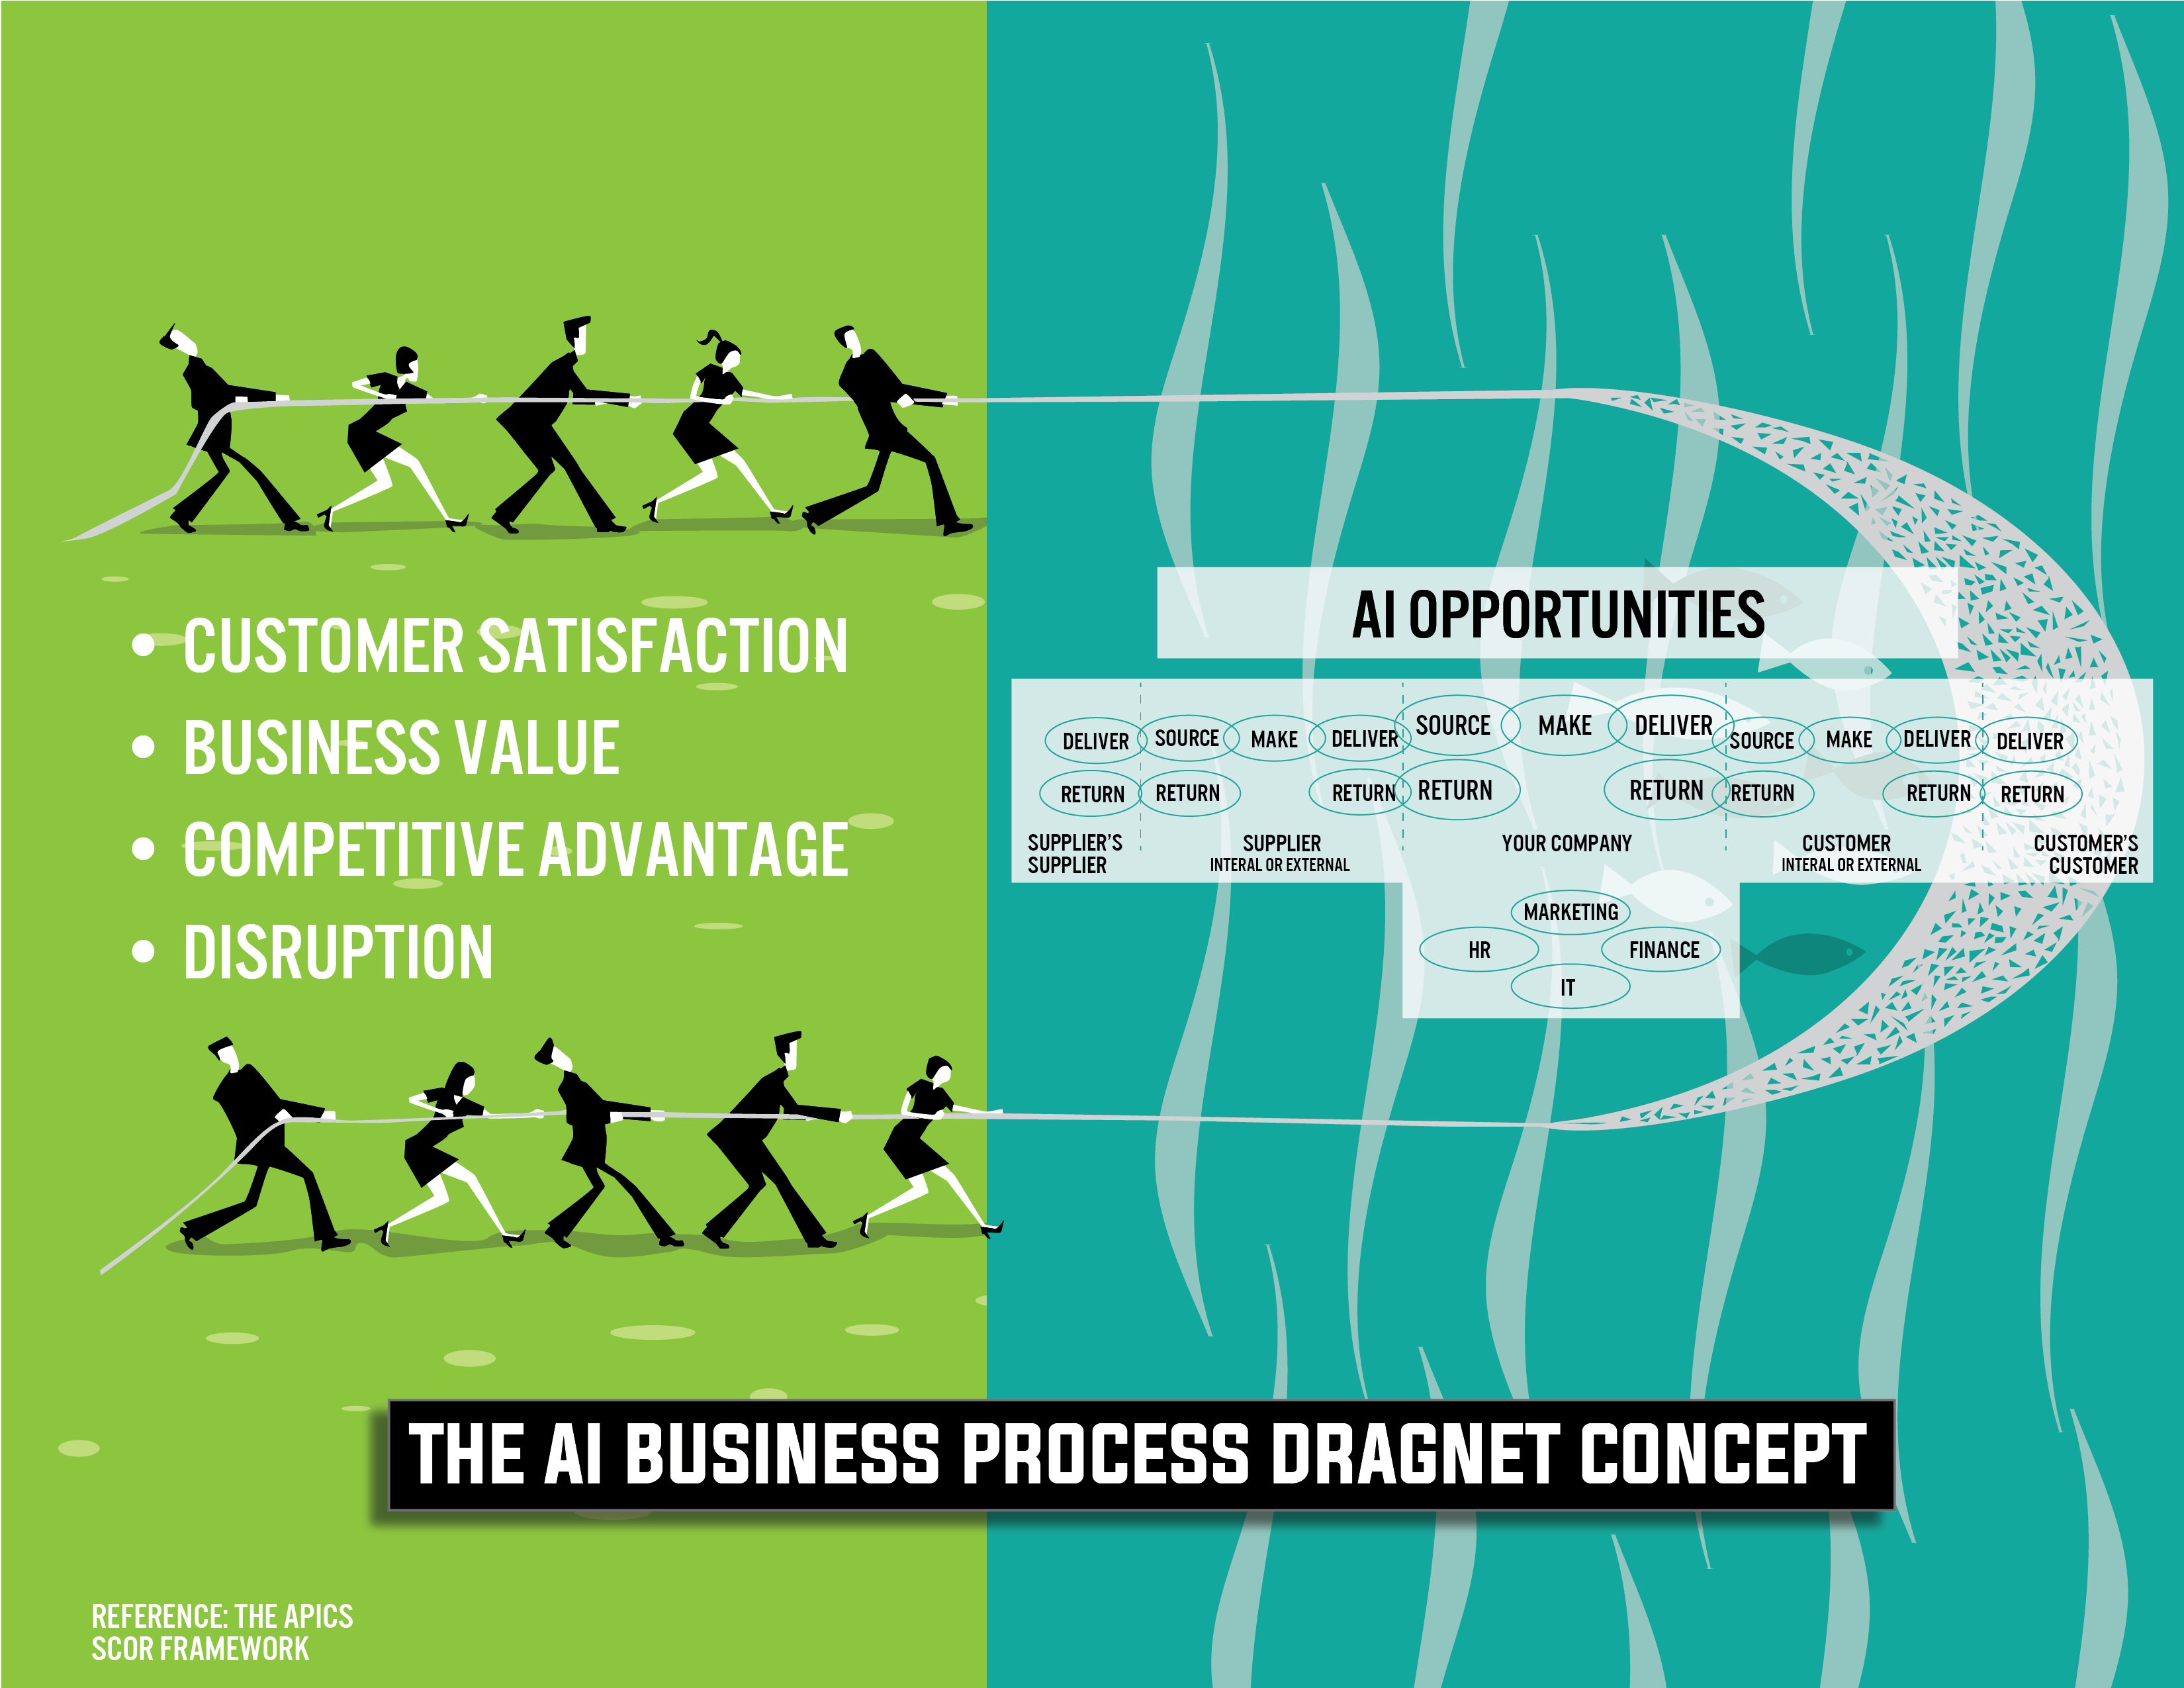 • CUSTOMER SATISFACTION
• BUSINESS VALUE
• COMPETITIVE ADVANTAGE
• DISRUPTION
AI OPPORTUNITIES
DELIVER SOURCE MAKE DELIVER SOURCE MAKE DELIVER SOURCE MAKE DELIVER DELIVER
RETURN RETURN RETURN RETURN RETURN RETURN RETURN RETURN
SUPPLIER'S
SUPPLIER
SUPPLIER
INTERAL OR EXTERNAL
YOUR COMPANY
CUSTOMER
INTERAL OR EXTERNAL
CUSTOMER'S
CUSTOMER
MARKETING
HR FINANCE
IT
THE AI BUSINESS PROCESS DRAGNET CONCEPT
REFERENCE: THE APICS
SCOR FRAMEWORK